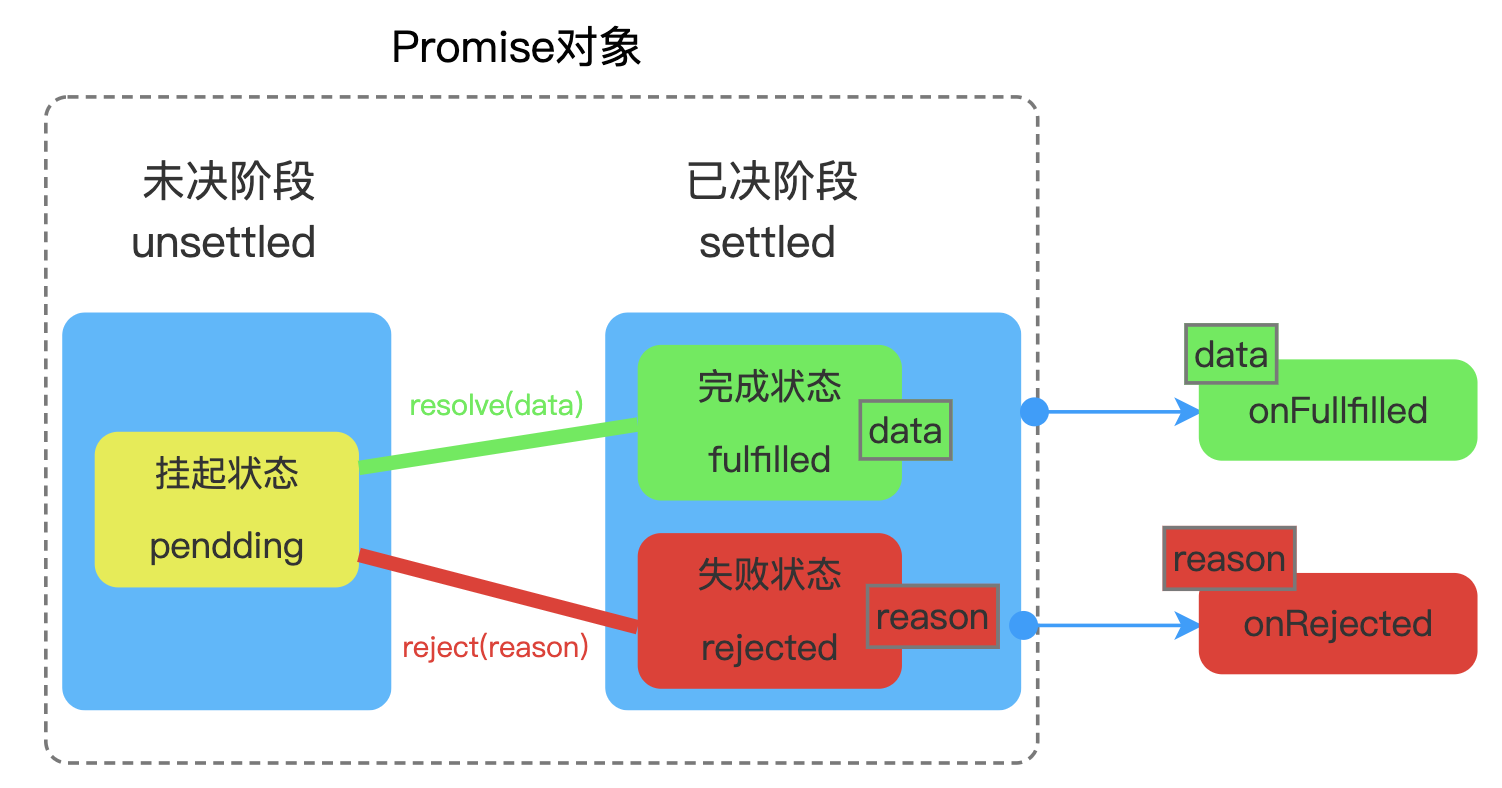 Promise对象
未决阶段
unsettled
已决阶段
settled
挂起状态
pendding
resolve(data)
reject(reason)
完成状态
fulfilled
data
失败状态
rejected
reason
data
onFullfilled
reason
onRejected